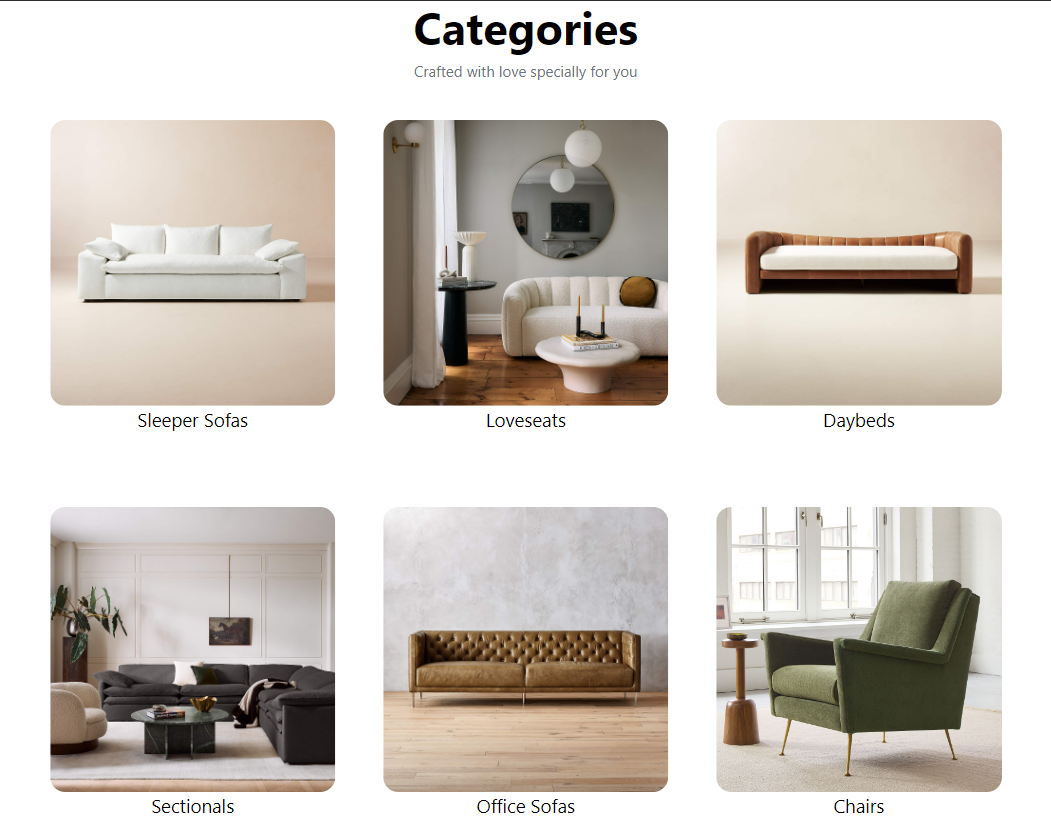 Categories
Crafted with love specially for you
Sleeper Sofas
Loveseats
Daybeds
Sectionals
Office Sofas
Chairs